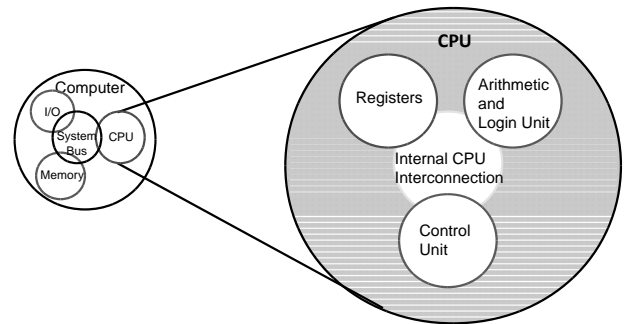 Computer
I/O
System
Bus
CPU
Memory
CPU
Registers
Arithmetic
and
Login Unit
Internal CPU
Interconnection
Control
Unit